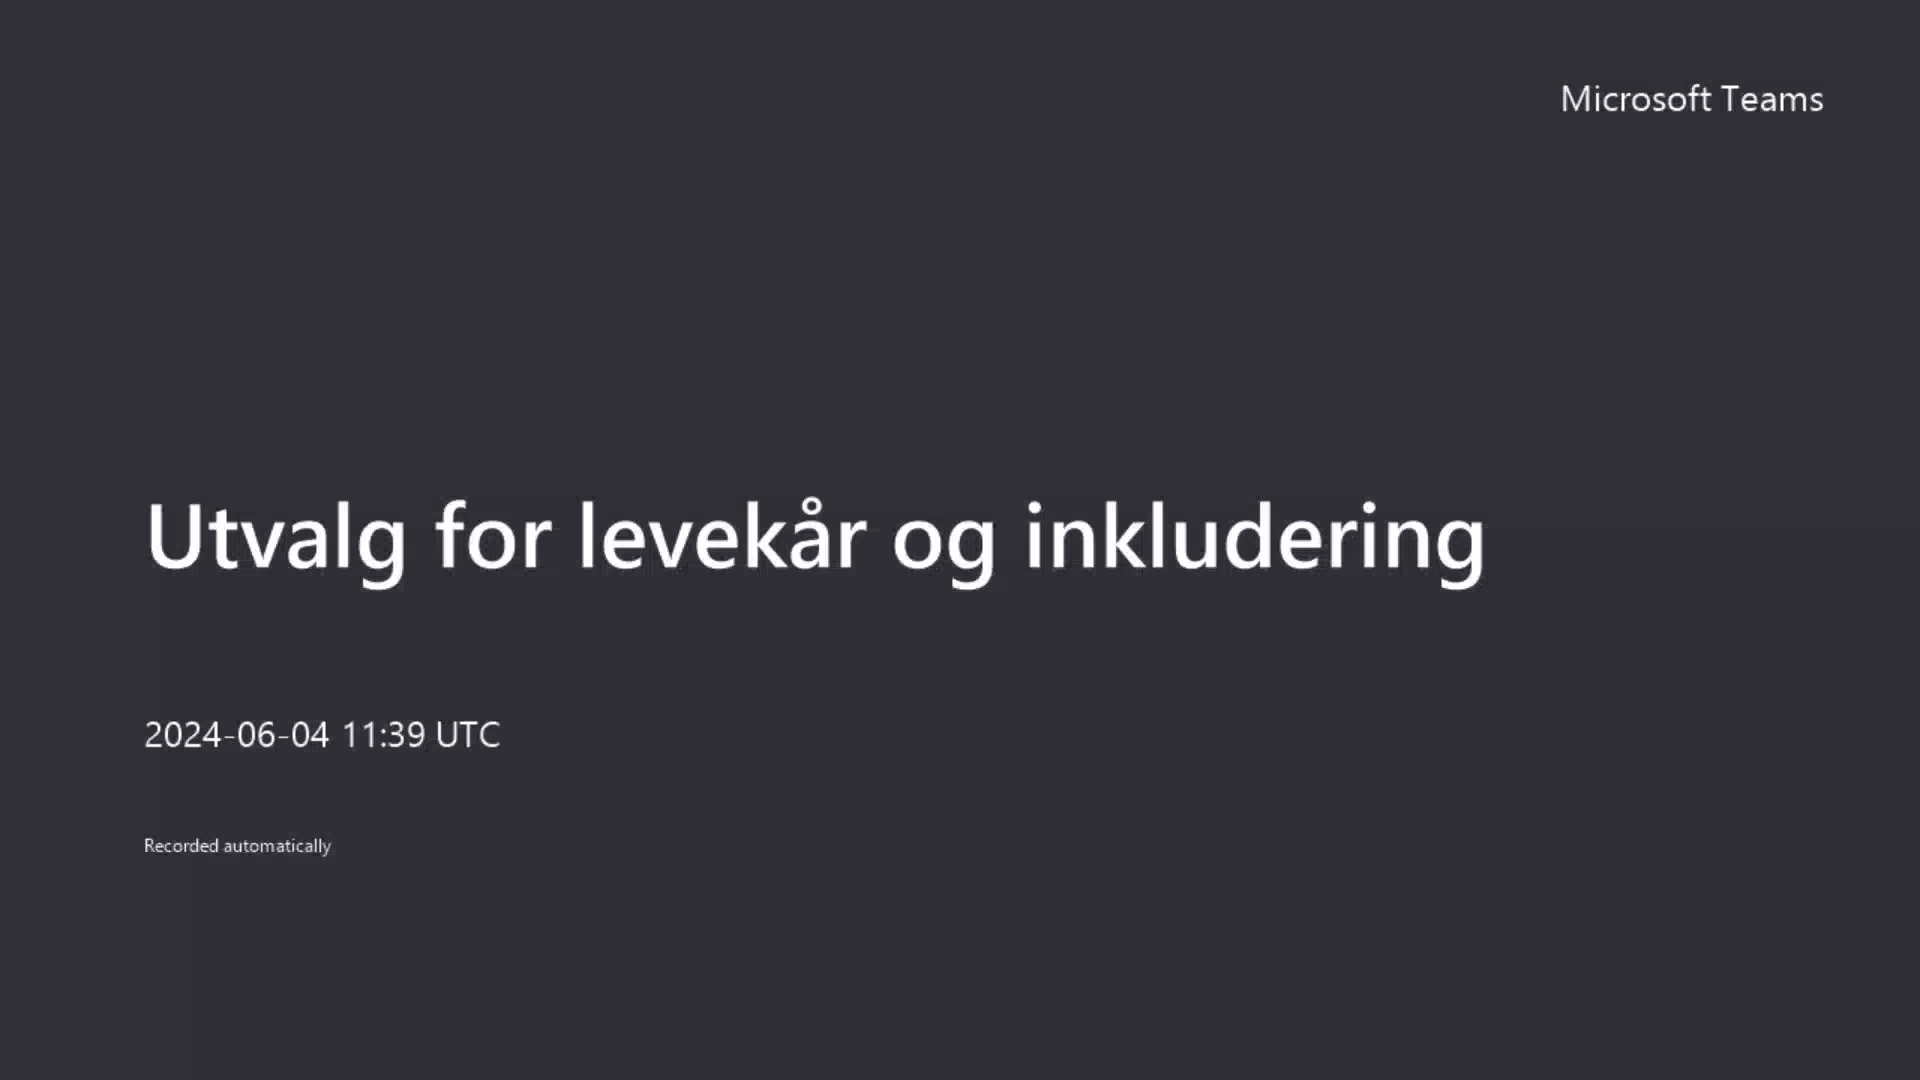 Microsoft Teams
Utvalg for levekår og inkludering
2024-06-04 11:39 UTC
Recorded automatically